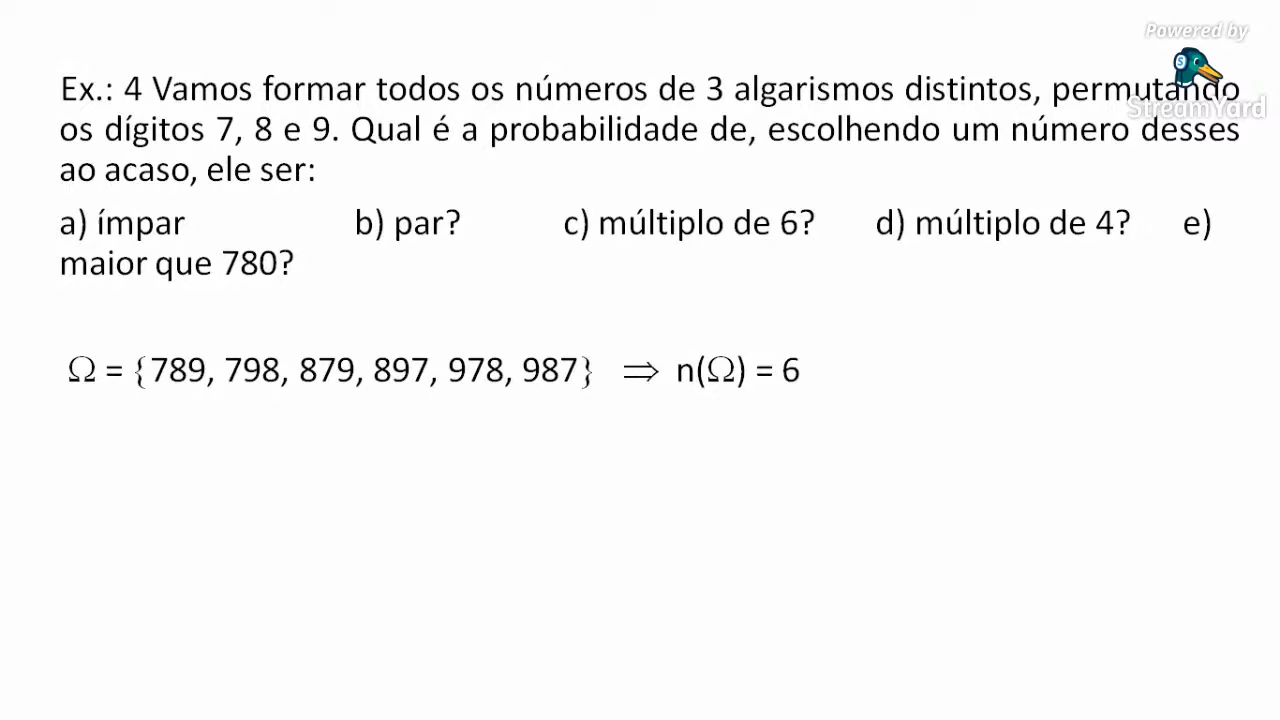 Powered by
StreamYard
Ex.: 4 Vamos formar todos os números de 3 algarismos distintos, permutando
os dígitos 7, 8 e 9. Qual é a probabilidade de, escolhendo um número desses
ao acaso, ele ser:
a) ímpar b) par? c) múltiplo de 6? d) múltiplo de 4? e)
maior que 780?
Ω = {789, 798, 879, 897, 978, 987} ⟹ n(Ω) = 6